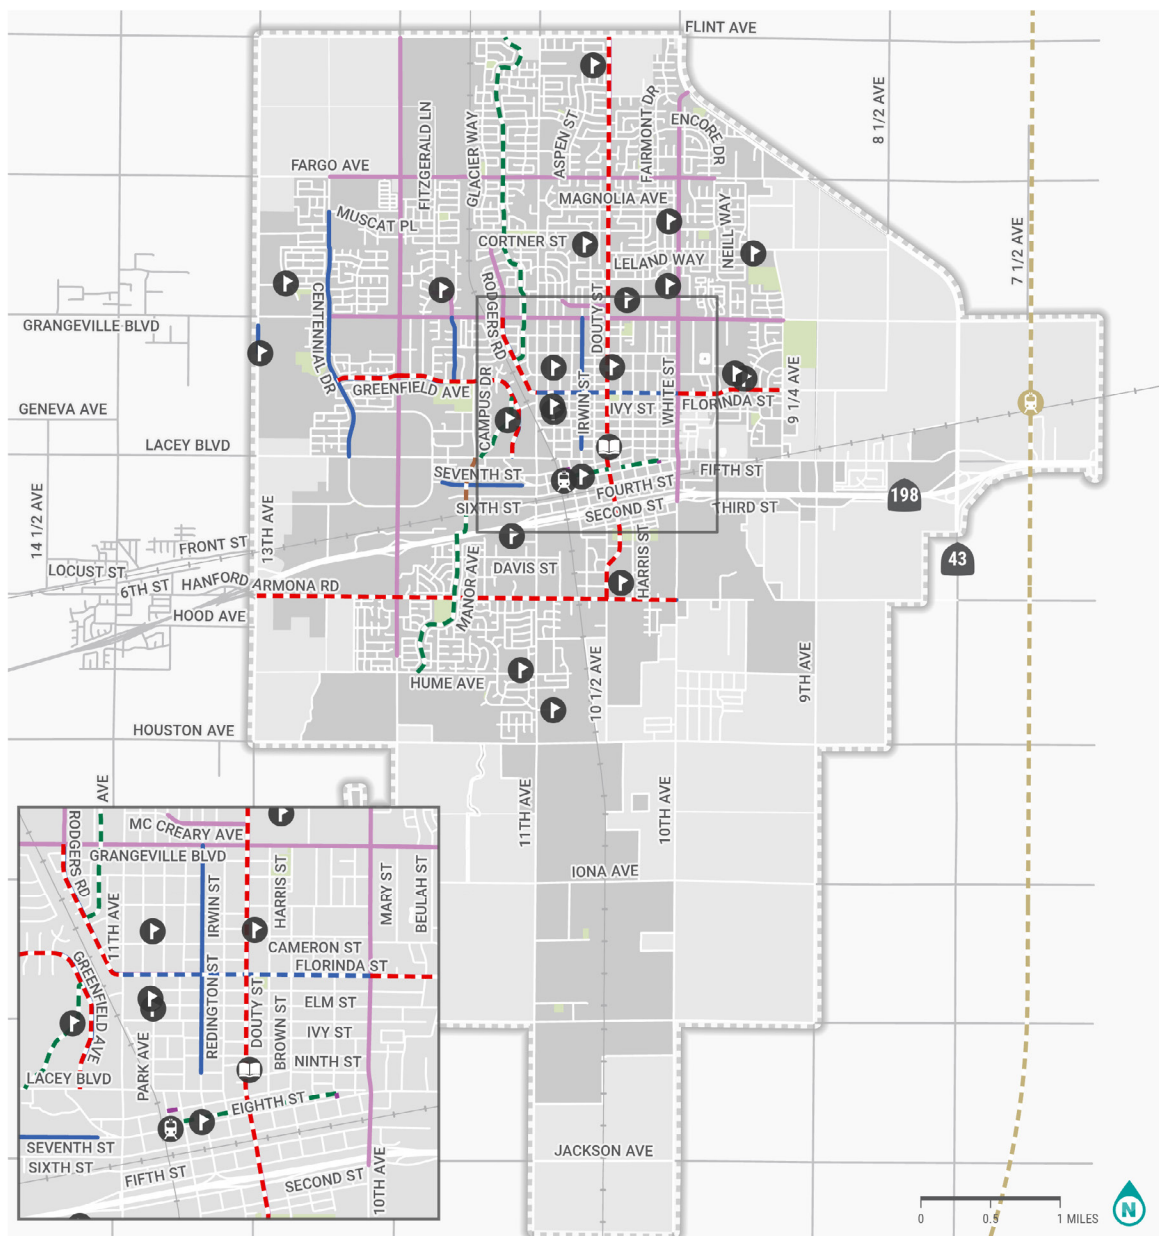 FLINT AVE
8 1/2 AVE
FITZGERALD LN
GLACIER WAY
ASPEN ST
FAIRMONT DR
ENCORE DR
FARGO AVE
MAGNOLIA AVE
MUSCAT PL
CORTNER ST
NEILL WAY
7 1/2 AVE
LELAND WAY
CENTENNIAL DR
RODGERS RD
DOUTY ST
GRANGEVILLE BLVD
GREENFIELD AVE
CAMPUS DR
IRWIN ST
WHITE ST
9 1/4 AVE
GENEVA AVE
IVY ST
FLORINDA ST
LACEY BLVD
SEVENTH ST
FIFTH ST
FOURTH ST
14 1/2 AVE
13TH AVE
SIXTH ST
SECOND ST
THIRD ST
198
FRONT ST
LOCUST ST
6TH ST
HANFORD ARMONA RD
MANOR AVE
DAVIS ST
HARRIS ST
43
HOOD AVE
HUME AVE
10 1/2 AVE
9TH AVE
HOUSTON AVE
11TH AVE
10TH AVE
IONA AVE
JACKSON AVE
AVE
RODGERS RD
MC CREARY AVE
GRANGEVILLE BLVD
11TH AVE
IRWIN ST
HARRIS ST
MARY ST
BEULAH ST
CAMERON ST
FLORINDA ST
GREENFIELD AVE
REDINGTON ST
DOUTY ST
BROWN ST
ELM ST
IVY ST
NINTH ST
PARK AVE
LACEY BLVD
EIGHTH ST
SEVENTH ST
SIXTH ST
FIFTH ST
SECOND ST
10TH AVE
N
0 0.5 1 MILES